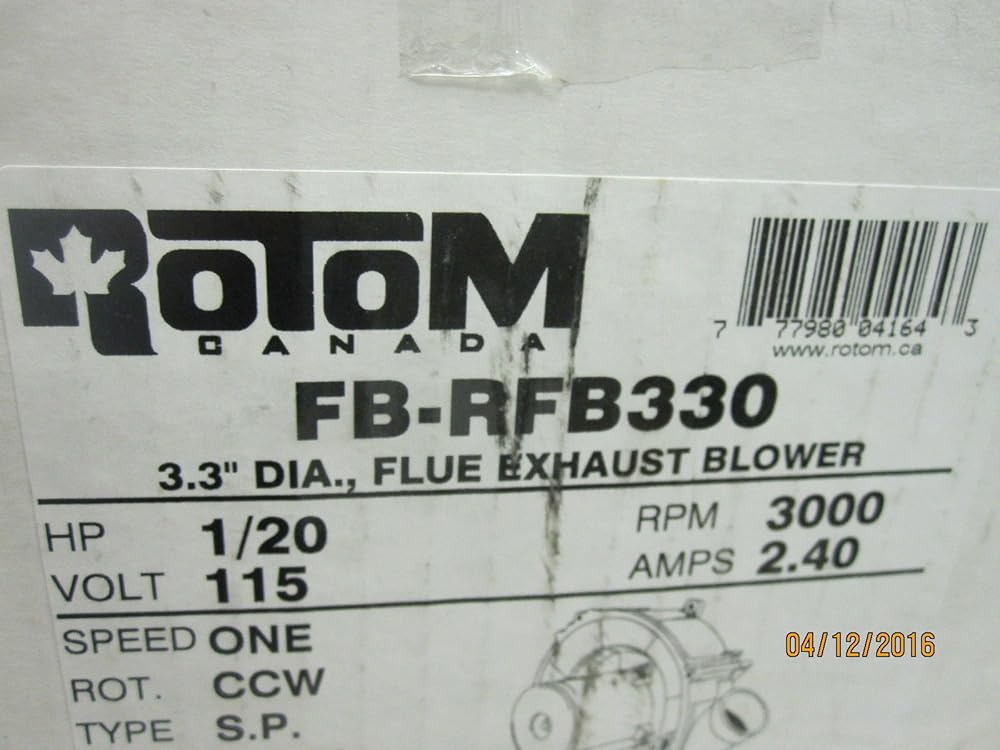 ROTOM
CANADA
7 77980 04164 3
www.rotom.ca
FB-RFB330
3.3" DIA., FLUE EXHAUST BLOWER
HP 1/20 RPM 3000
VOLT 115 AMPS 2.40
SPEED ONE
ROT. CCW
TYPE S.P.
04/12/2016